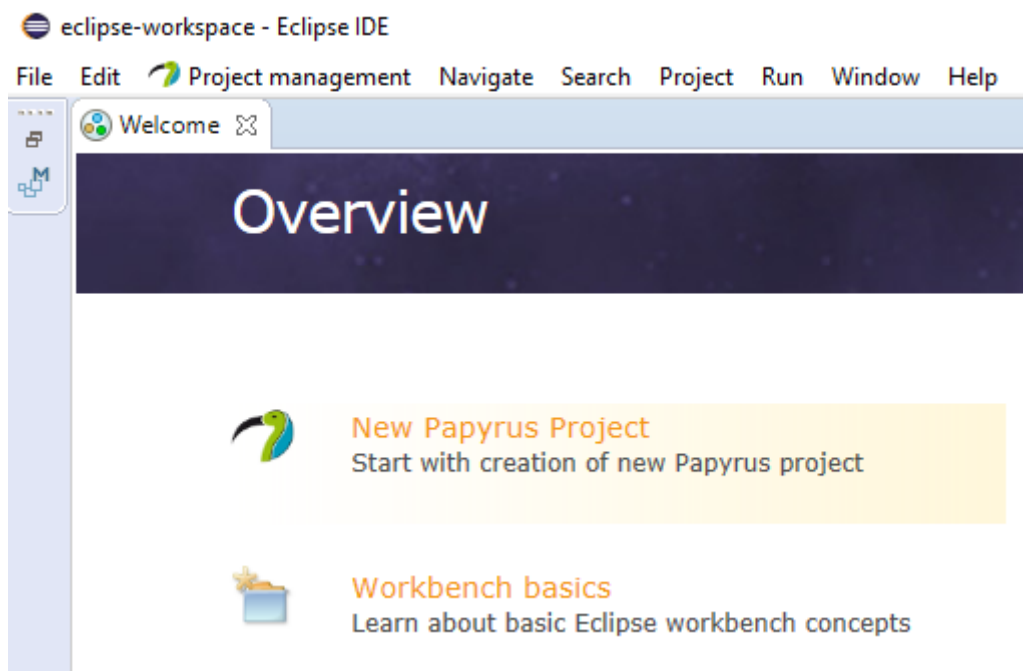 eclipse-workspace - Eclipse IDE
File Edit Project management Navigate Search Project Run Window Help
Welcome
M
Overview
New Papyrus Project
Start with creation of new Papyrus project
Workbench basics
Learn about basic Eclipse workbench concepts